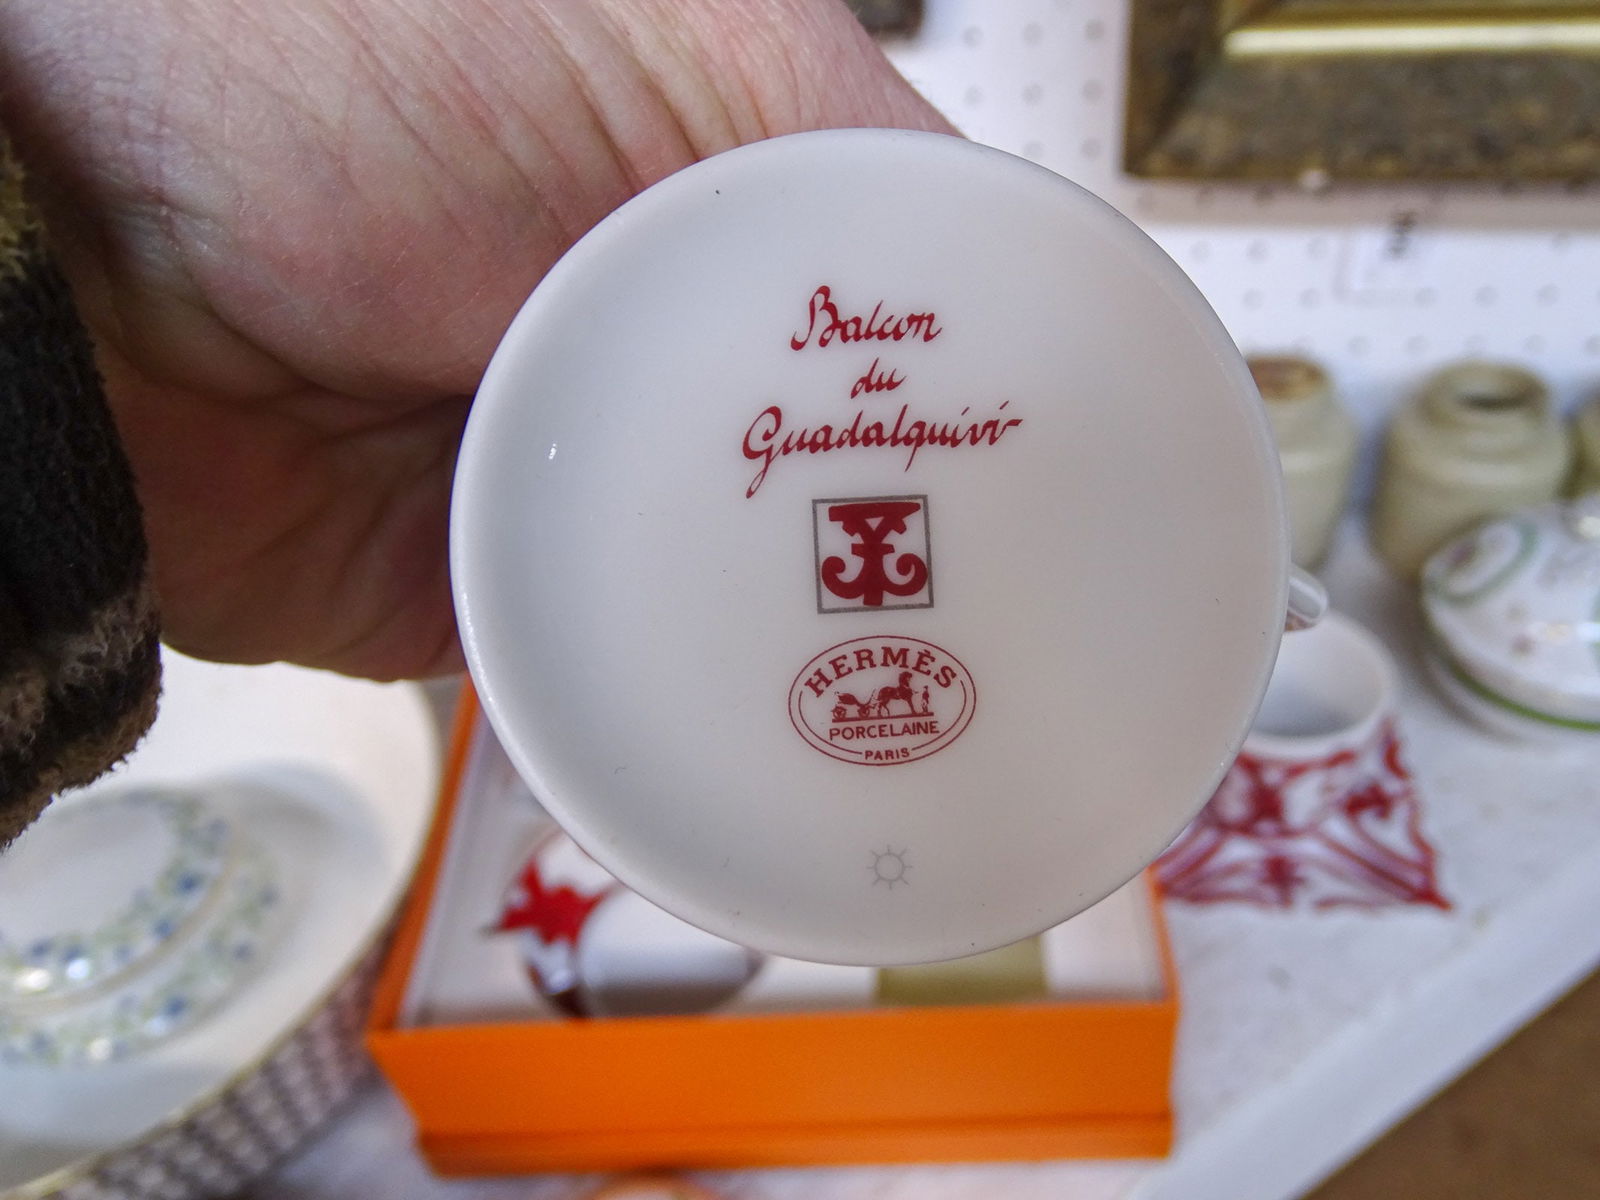 Balcon
du
Guadalquivir
HERMÈS
PORCELAINE
PARIS